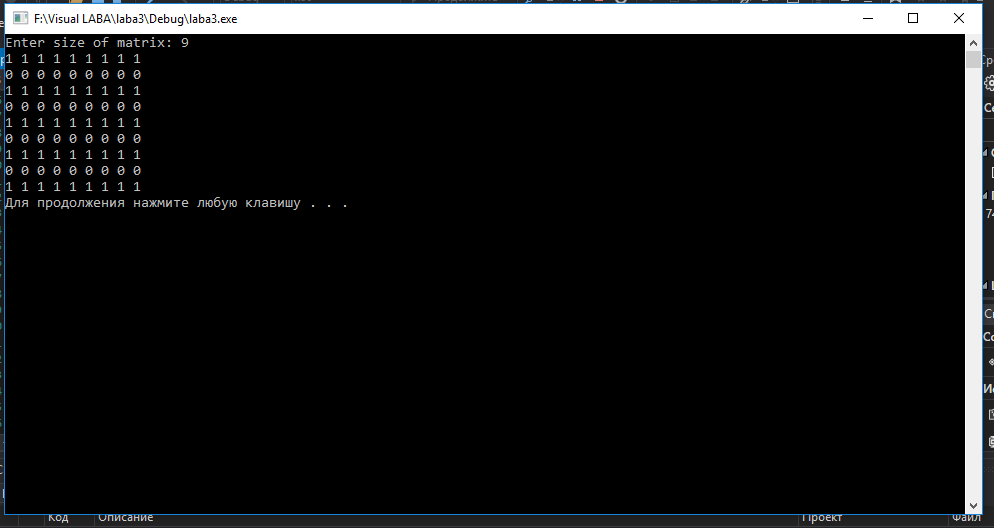 F:\Visual LABA\laba3\Debug\laba3.exe
Enter size of matrix: 9
1 1 1 1 1 1 1 1 1
0 0 0 0 0 0 0 0 0
1 1 1 1 1 1 1 1 1
0 0 0 0 0 0 0 0 0
1 1 1 1 1 1 1 1 1
0 0 0 0 0 0 0 0 0
1 1 1 1 1 1 1 1 1
0 0 0 0 0 0 0 0 0
1 1 1 1 1 1 1 1 1
Для продолжения нажмите любую клавишу . . .
Код Описание Проект Файл